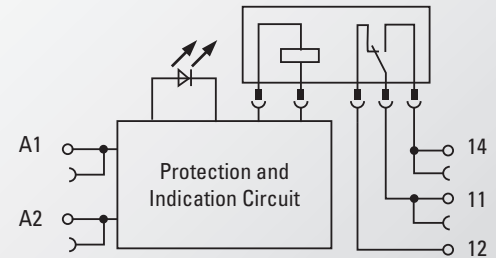 A1
A2
Protection and
Indication Circuit
14
11
12